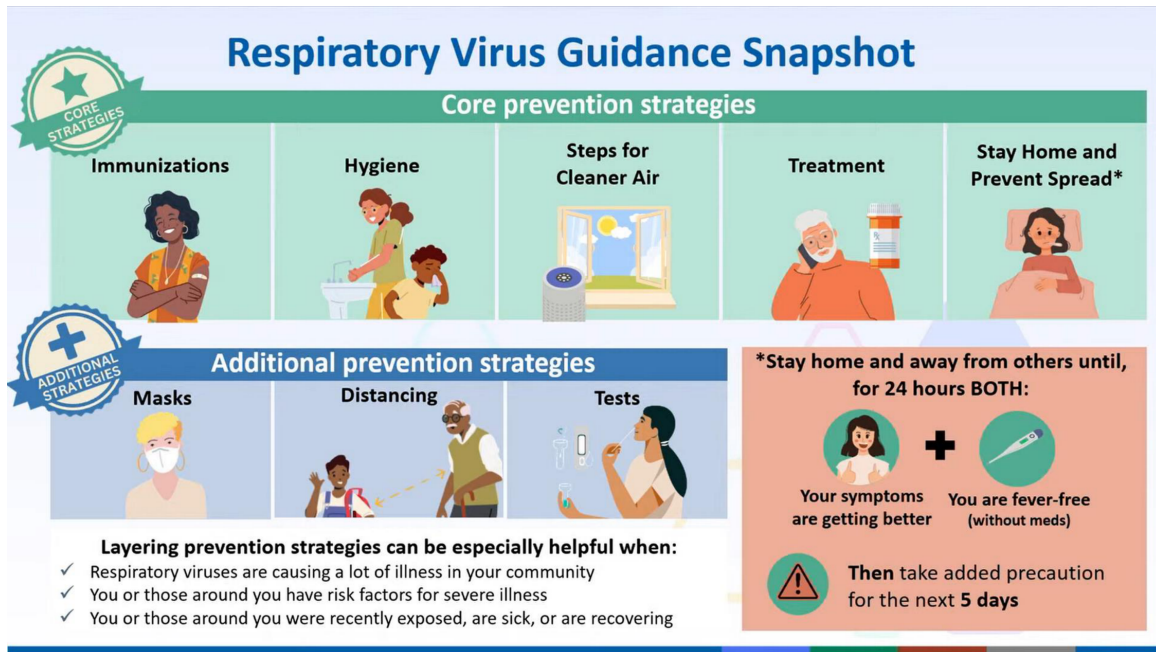 Respiratory Virus Guidance Snapshot
CORE
STRATEGIES
Core prevention strategies
Immunizations
Hygiene
Steps for
Cleaner Air
Treatment
Stay Home and
Prevent Spread*
ADDITIONAL
STRATEGIES
Additional prevention strategies
Masks
Distancing
Tests
Layering prevention strategies can be especially helpful when:
✓ Respiratory viruses are causing a lot of illness in your community
✓ You or those around you have risk factors for severe illness
✓ You or those around you were recently exposed, are sick, or are recovering
*Stay home and away from others until,
for 24 hours BOTH:
Your symptoms
are getting better
You are fever-free
(without meds)
Then take added precaution
for the next 5 days